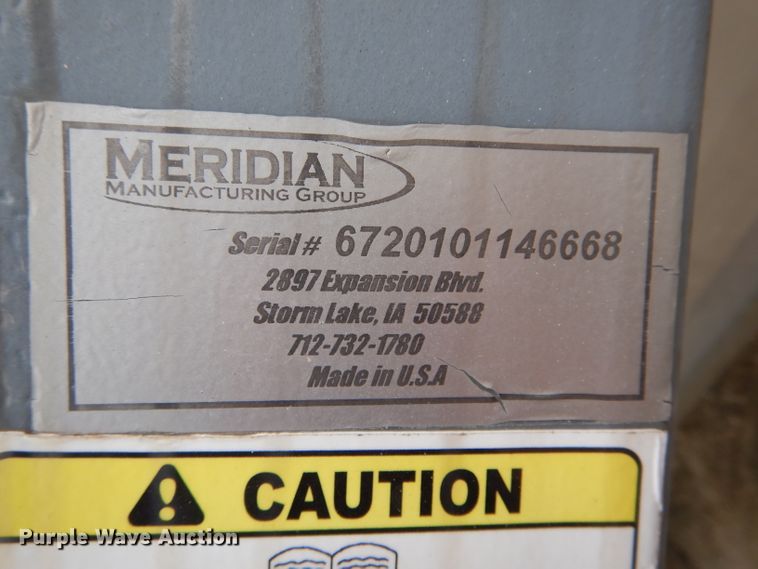 MERIDIAN
MANUFACTURING GROUP
Serial # 6720101146668
2897 Expansion Blvd.
Storm Lake, IA 50588
712-732-1780
Made in U.S.A
CAUTION
Purple Wave Auction